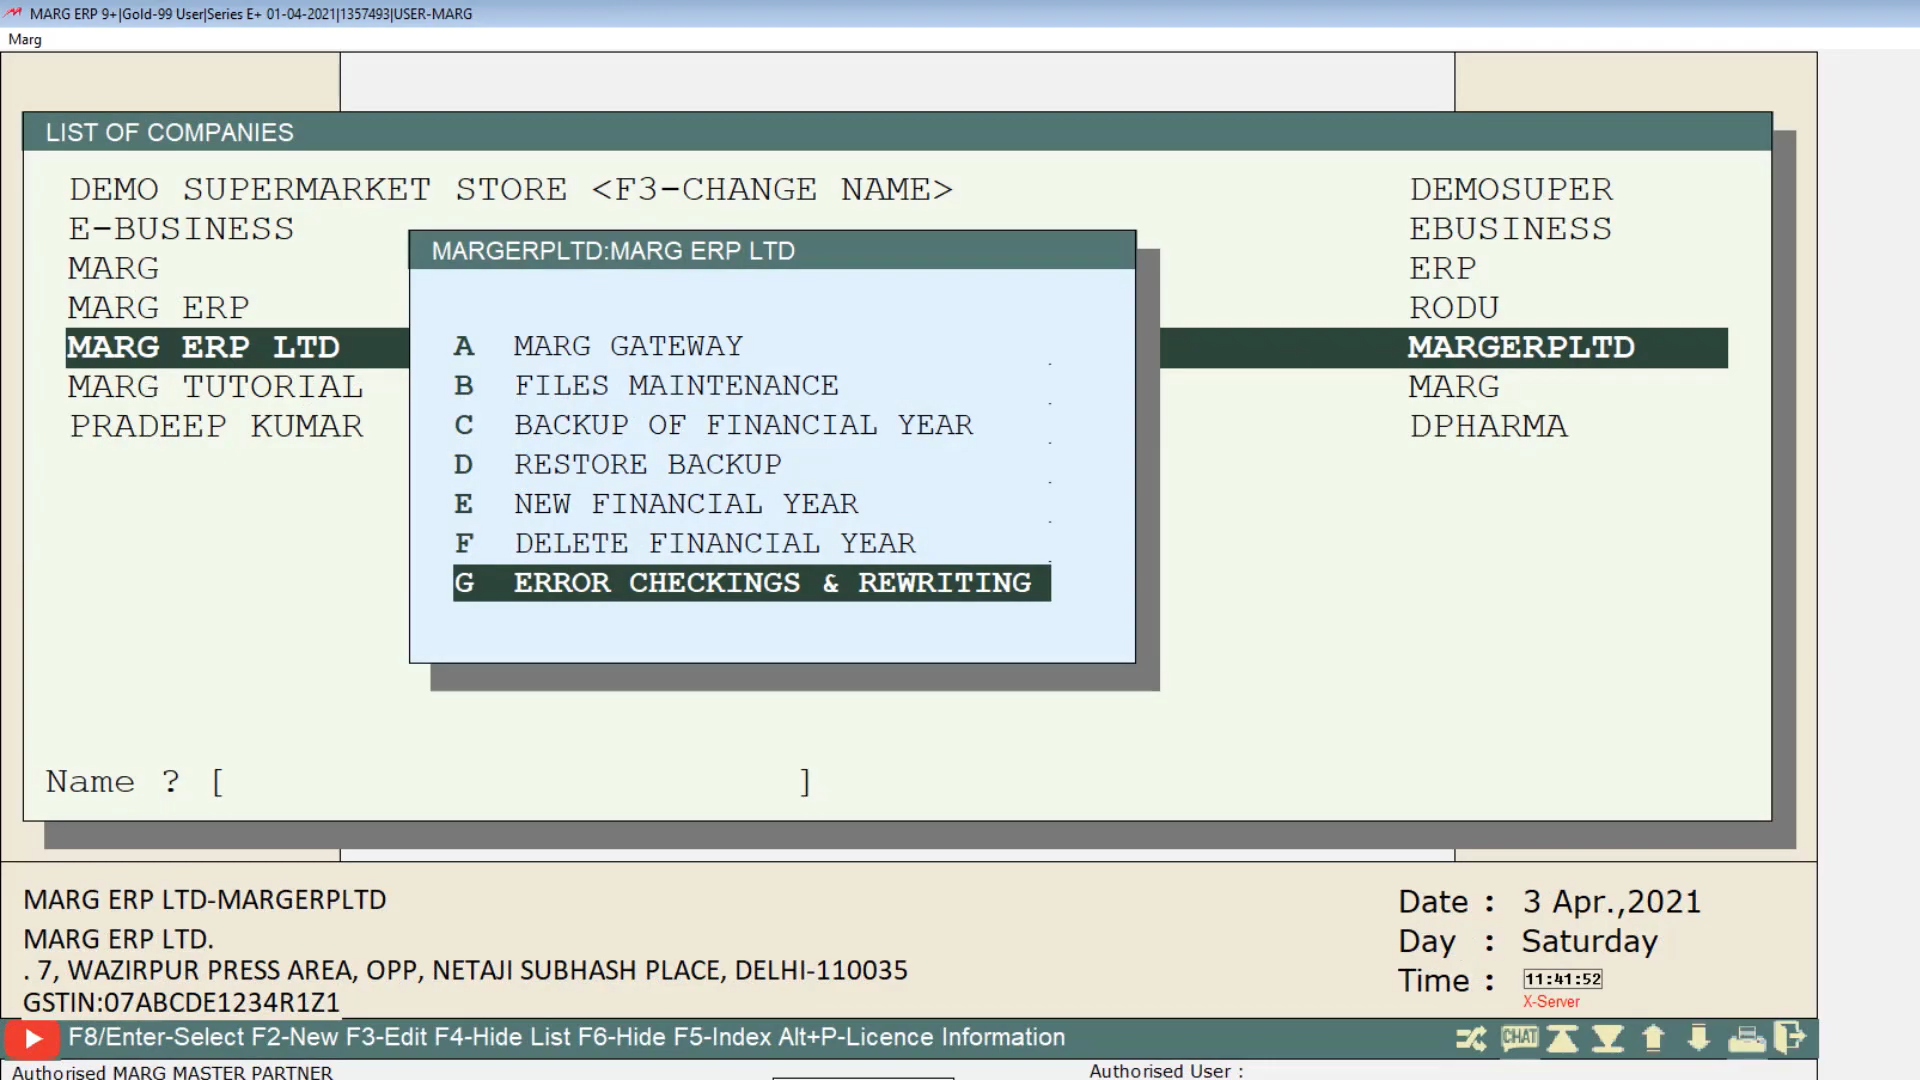 MARG ERP 9+|Gold-99 User|Series E+ 01-04-2021|1357493|USER-MARG
Marg
LIST OF COMPANIES
DEMO SUPERMARKET STORE <F3-CHANGE NAME> DEMOSUPER
E-BUSINESS EBUSINESS
MARG ERP
MARG ERP RODU
MARG ERP LTD MARGERPLTD
MARG TUTORIAL MARG
PRADEEP KUMAR DPHARMA
MARGERPLTD:MARG ERP LTD
A MARG GATEWAY
B FILES MAINTENANCE
C BACKUP OF FINANCIAL YEAR
D RESTORE BACKUP
E NEW FINANCIAL YEAR
F DELETE FINANCIAL YEAR
G ERROR CHECKINGS & REWRITING
Name ? [ ]
MARG ERP LTD-MARGERPLTD
MARG ERP LTD.
. 7, WAZIRPUR PRESS AREA, OPP, NETAJI SUBHASH PLACE, DELHI-110035
GSTIN:07ABCDE1234R1Z1
Date : 3 Apr.,2021
Day : Saturday
Time : 11:41:52
X-Server
F8/Enter-Select F2-New F3-Edit F4-Hide List F6-Hide F5-Index Alt+P-Licence Information
CHAT
Authorised MARG MASTER PARTNER
Authorised User :